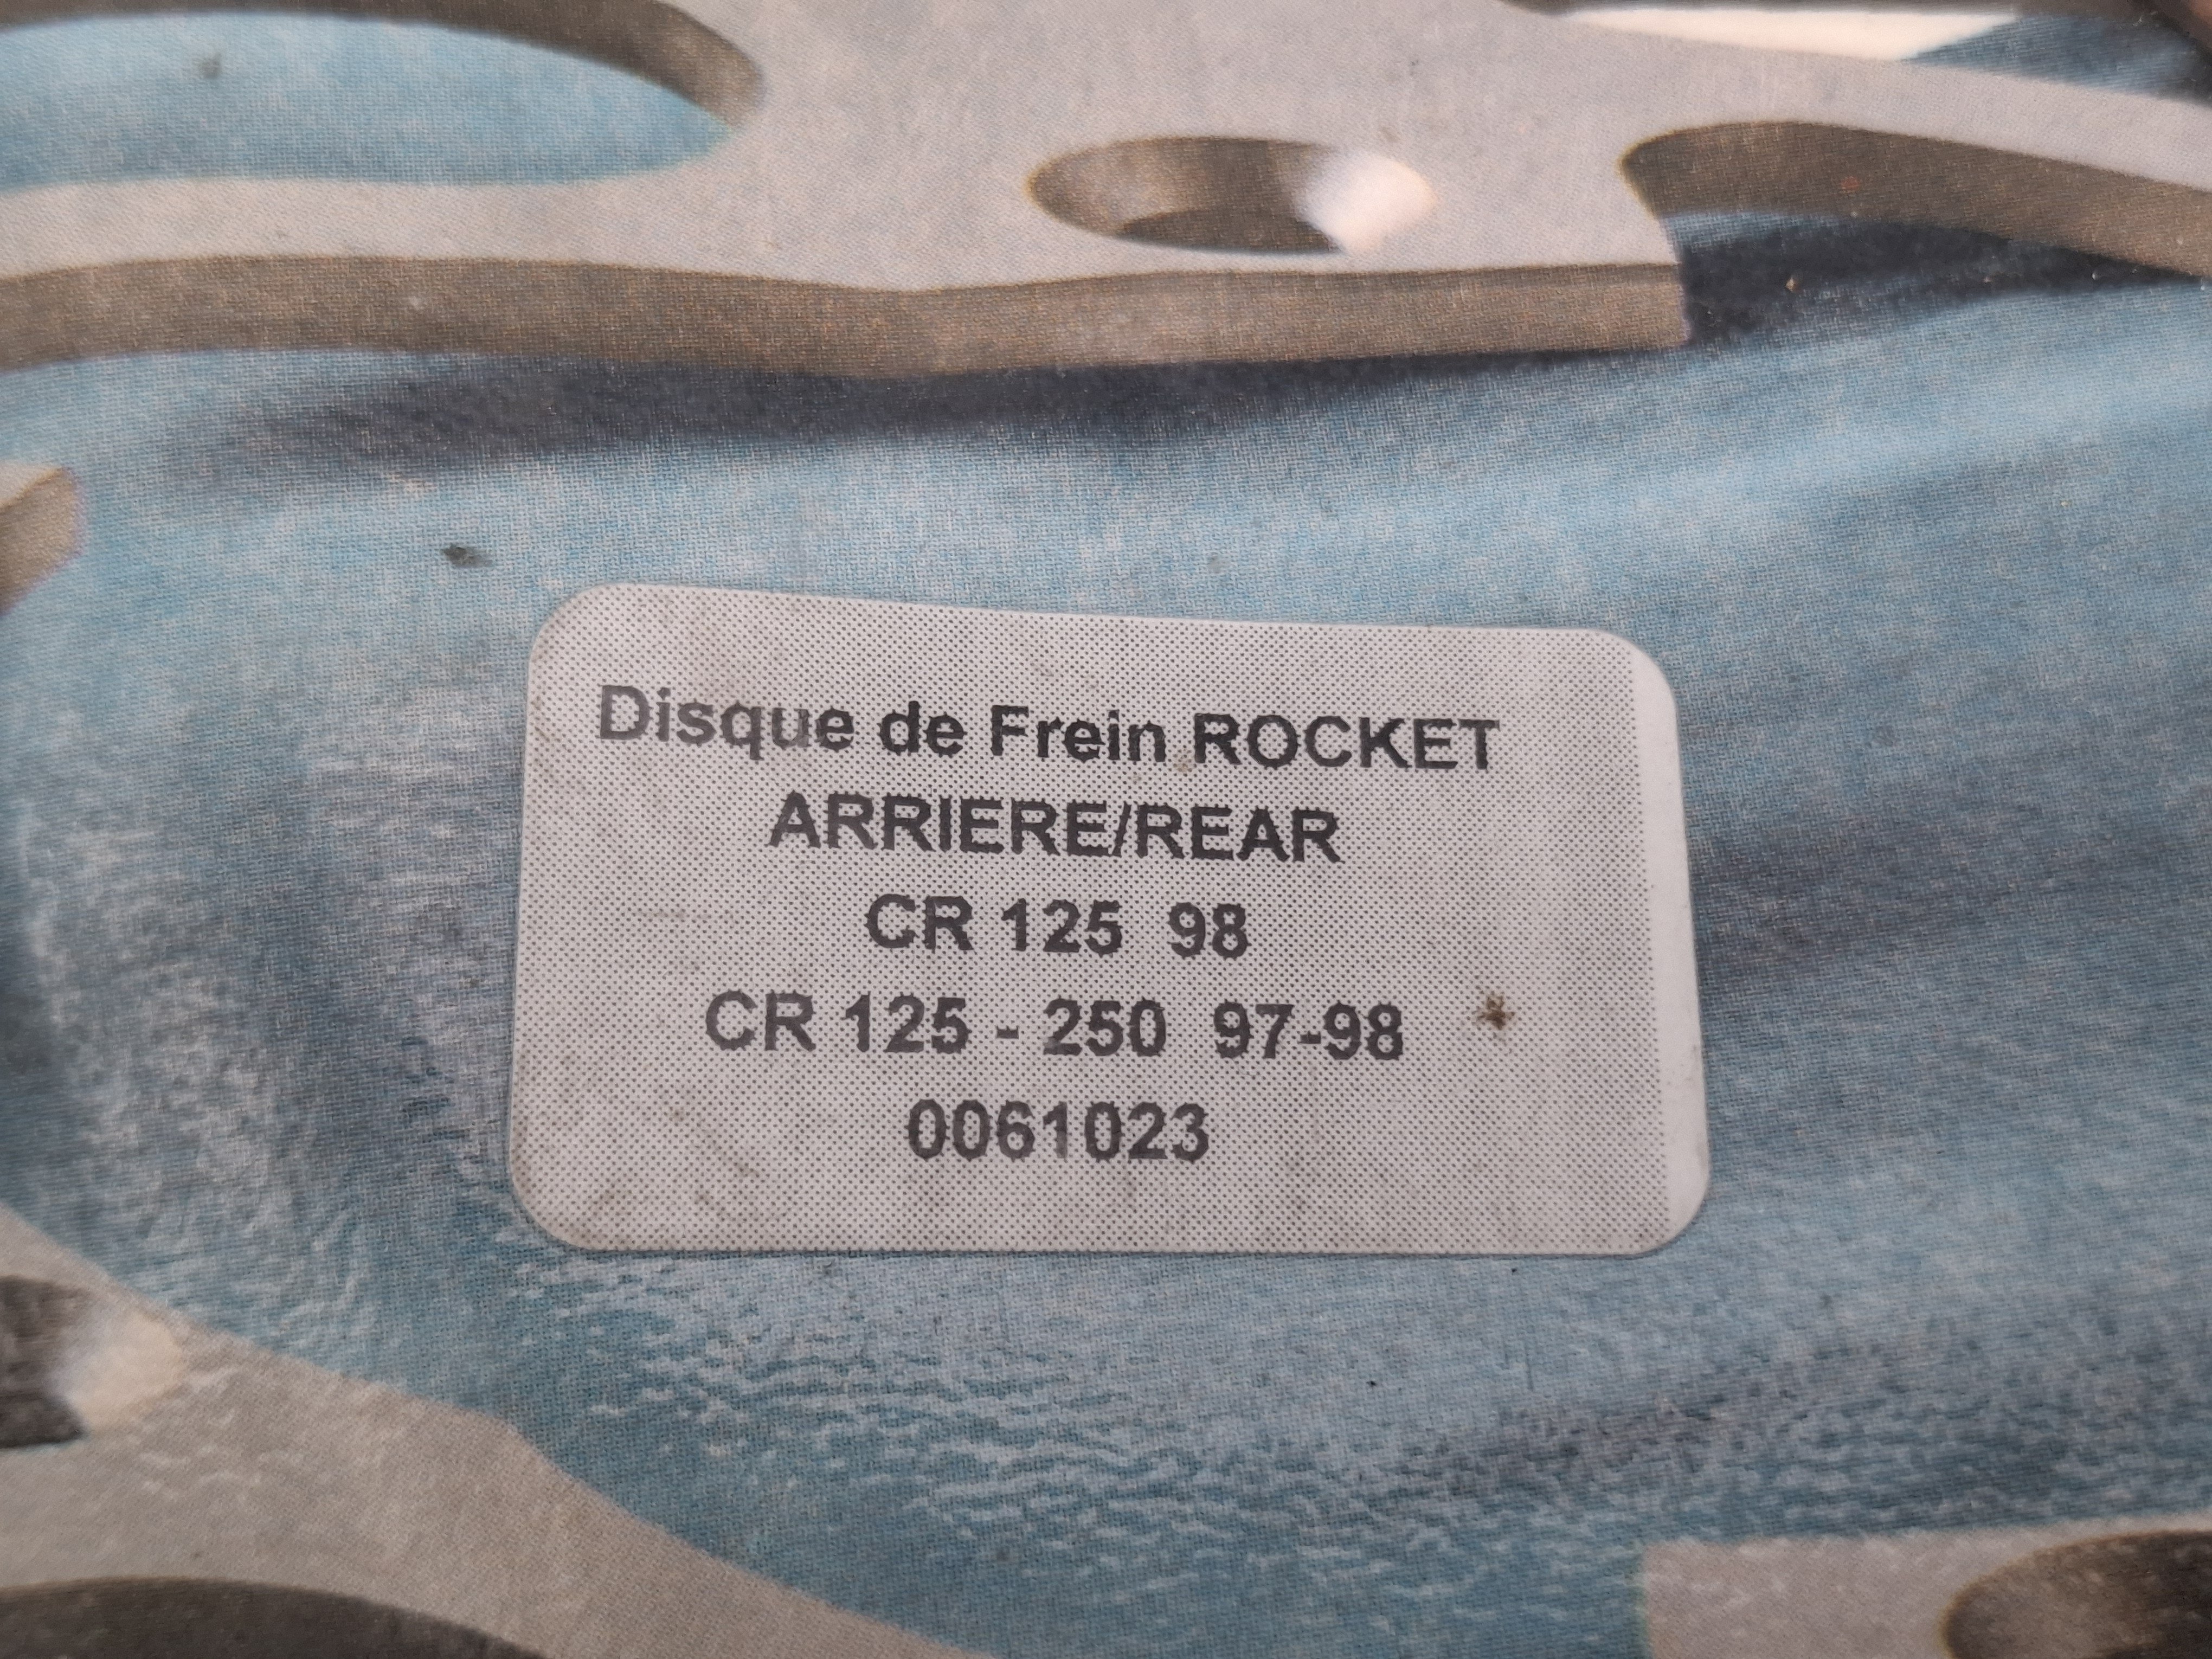 Disque de Frein ROCKET
ARRIERE/REAR
CR 125 98
CR 125 - 250 97-98
0061023